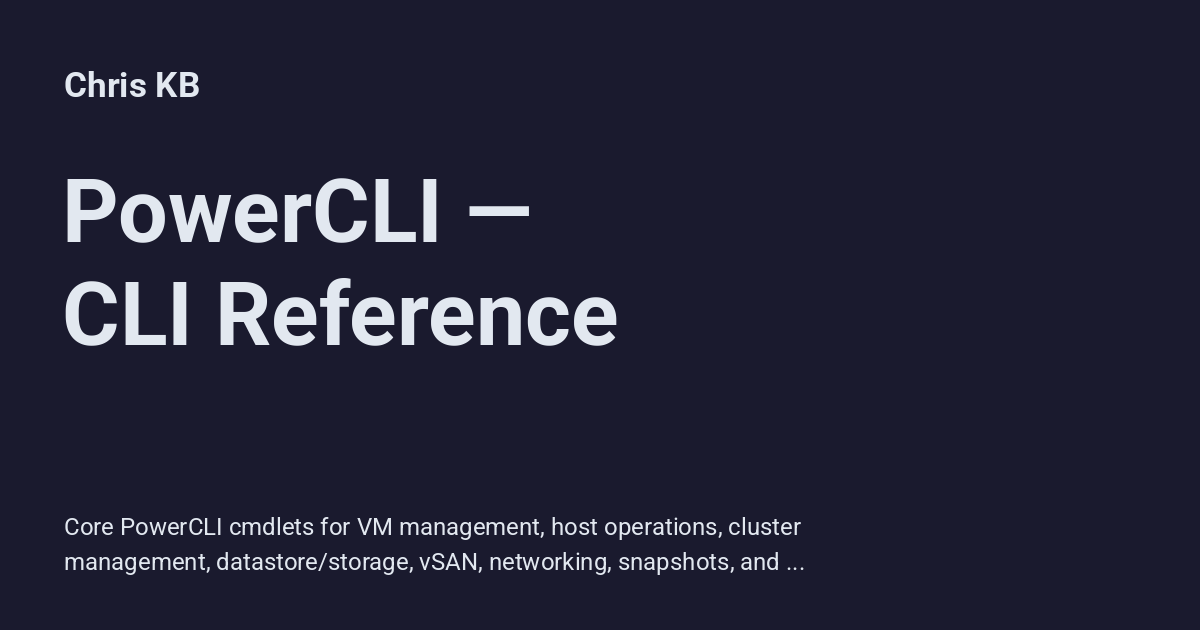 Chris KB
PowerCLI —
CLI Reference
Core PowerCLI cmdlets for VM management, host operations, cluster
management, datastore/storage, vSAN, networking, snapshots, and ...